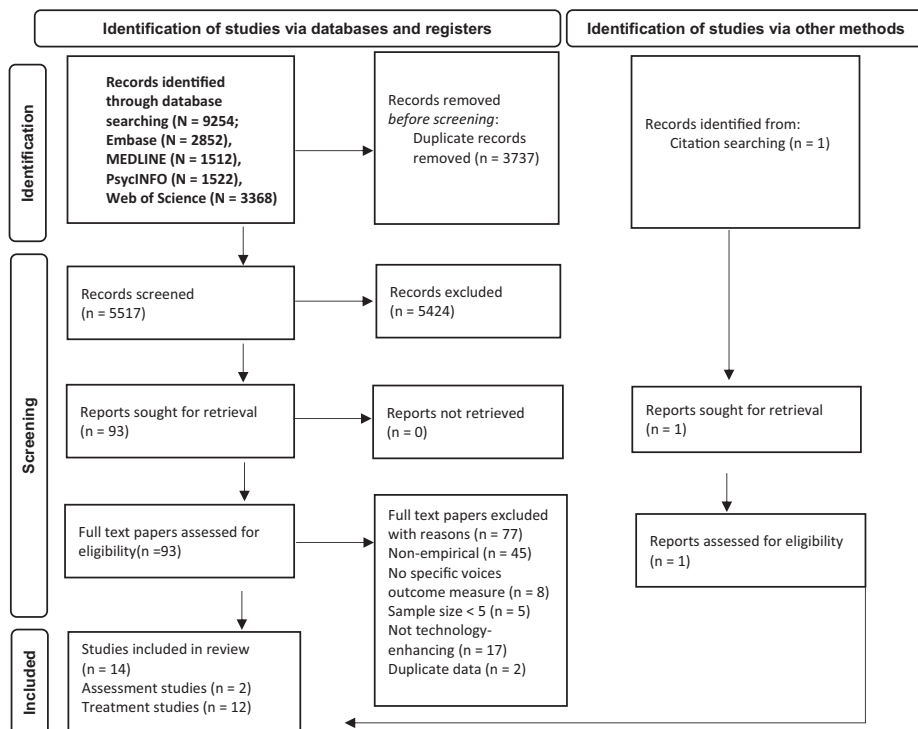 Identification of studies via databases and registers
Identification of studies via other methods
Identification
Records identified
through database
searching (N = 9254;
Embase (N = 2852),
MEDLINE (N = 1512),
PsycINFO (N = 1522),
Web of Science (N = 3368)
Records removed
before screening:
Duplicate records
removed (n = 3737)
Records identified from:
Citation searching (n = 1)
Screening
Records screened
(n = 5517)
Records excluded
(n = 5424)
Reports sought for retrieval
(n = 93)
Reports not retrieved
(n = 0)
Reports sought for retrieval
(n = 1)
Full text papers assessed for
eligibility(n =93)
Full text papers excluded
with reasons (n = 77)
Non-empirical (n = 45)
No specific voices
outcome measure (n = 8)
Sample size < 5 (n = 5)
Not technology-
enhancing (n = 17)
Duplicate data (n = 2)
Reports assessed for eligibility
(n = 1)
Included
Studies included in review
(n = 14)
Assessment studies (n = 2)
Treatment studies (n = 12)